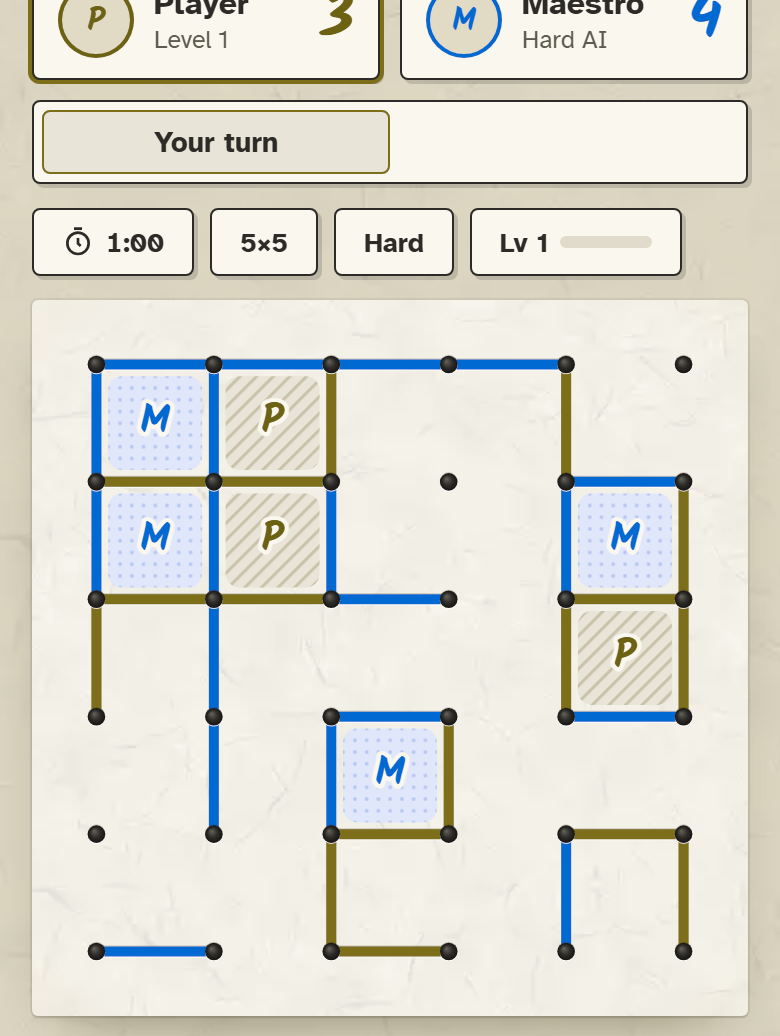 P Player 3
Level 1
M Maestro 4
Hard AI
Your turn
1:00 5×5 Hard Lv 1
M P
M P M
P
M